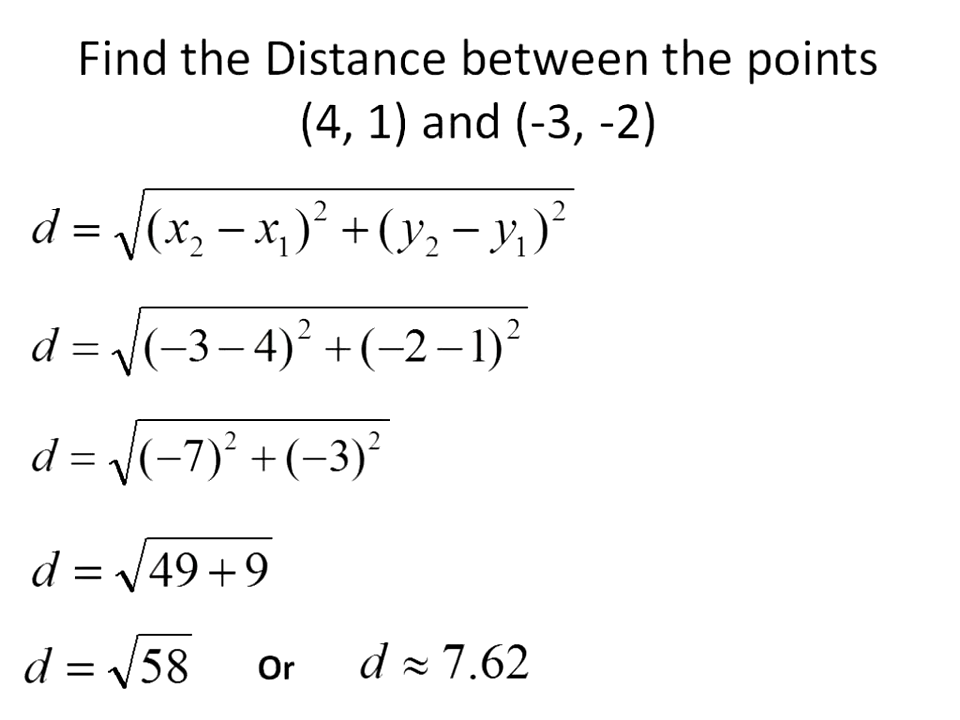 Find the Distance between the points
(4, 1) and (-3, -2)
d = √(x₂ − x₁)² + (y₂ − y₁)²
d = √(−3 − 4)² + (−2 − 1)²
d = √(−7)² + (−3)²
d = √49 + 9
d = √58 Or d ≈ 7.62